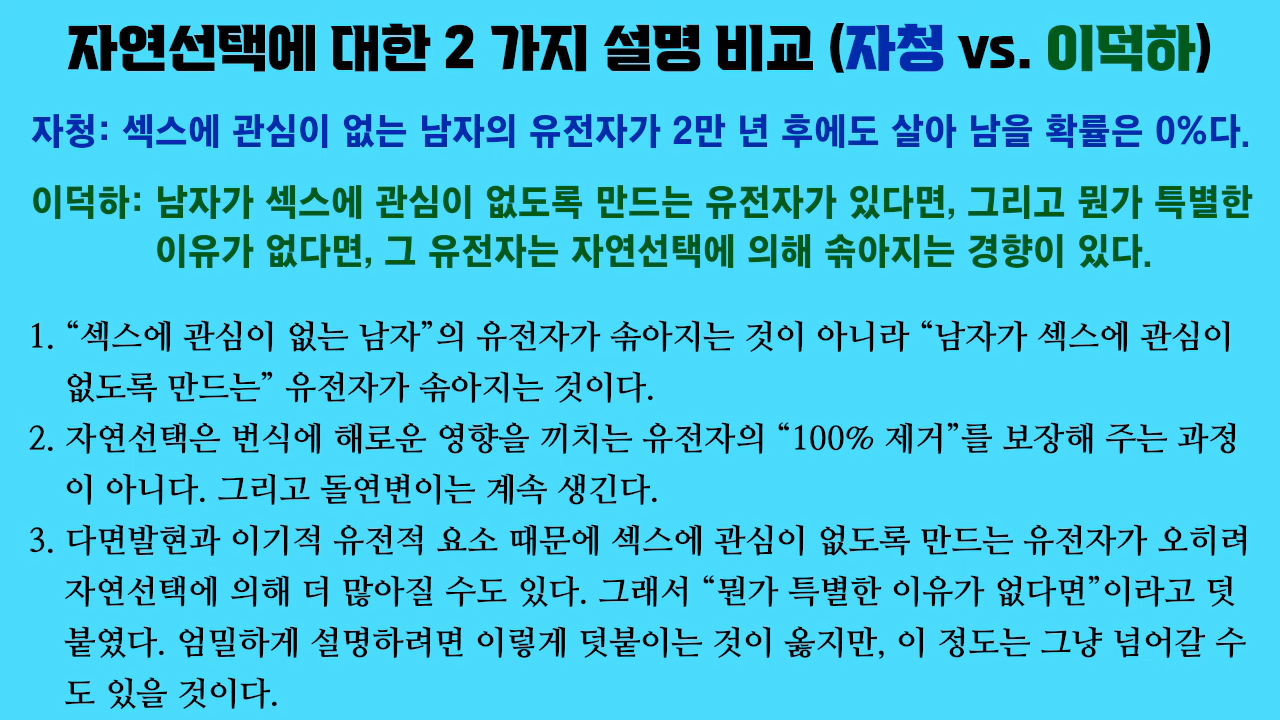 자연선택에 대한 2 가지 설명 비교 (자청 vs. 이덕하)
자청: 섹스에 관심이 없는 남자의 유전자가 2만 년 후에도 살아 남을 확률은 0%다.
이덕하: 남자가 섹스에 관심이 없도록 만드는 유전자가 있다면, 그리고 뭔가 특별한
이유가 없다면, 그 유전자는 자연선택에 의해 솎아지는 경향이 있다.
1. “섹스에 관심이 없는 남자”의 유전자가 솎아지는 것이 아니라 “남자가 섹스에 관심이
없도록 만드는” 유전자가 솎아지는 것이다.
2. 자연선택은 번식에 해로운 영향을 끼치는 유전자의 “100% 제거”를 보장해 주는 과정
이 아니다. 그리고 돌연변이는 계속 생긴다.
3. 다면발현과 이기적 유전적 요소 때문에 섹스에 관심이 없도록 만드는 유전자가 오히려
자연선택에 의해 더 많아질 수도 있다. 그래서 “뭔가 특별한 이유가 없다면”이라고 덧
붙였다. 엄밀하게 설명하려면 이렇게 덧붙이는 것이 옳지만, 이 정도는 그냥 넘어갈 수
도 있을 것이다.